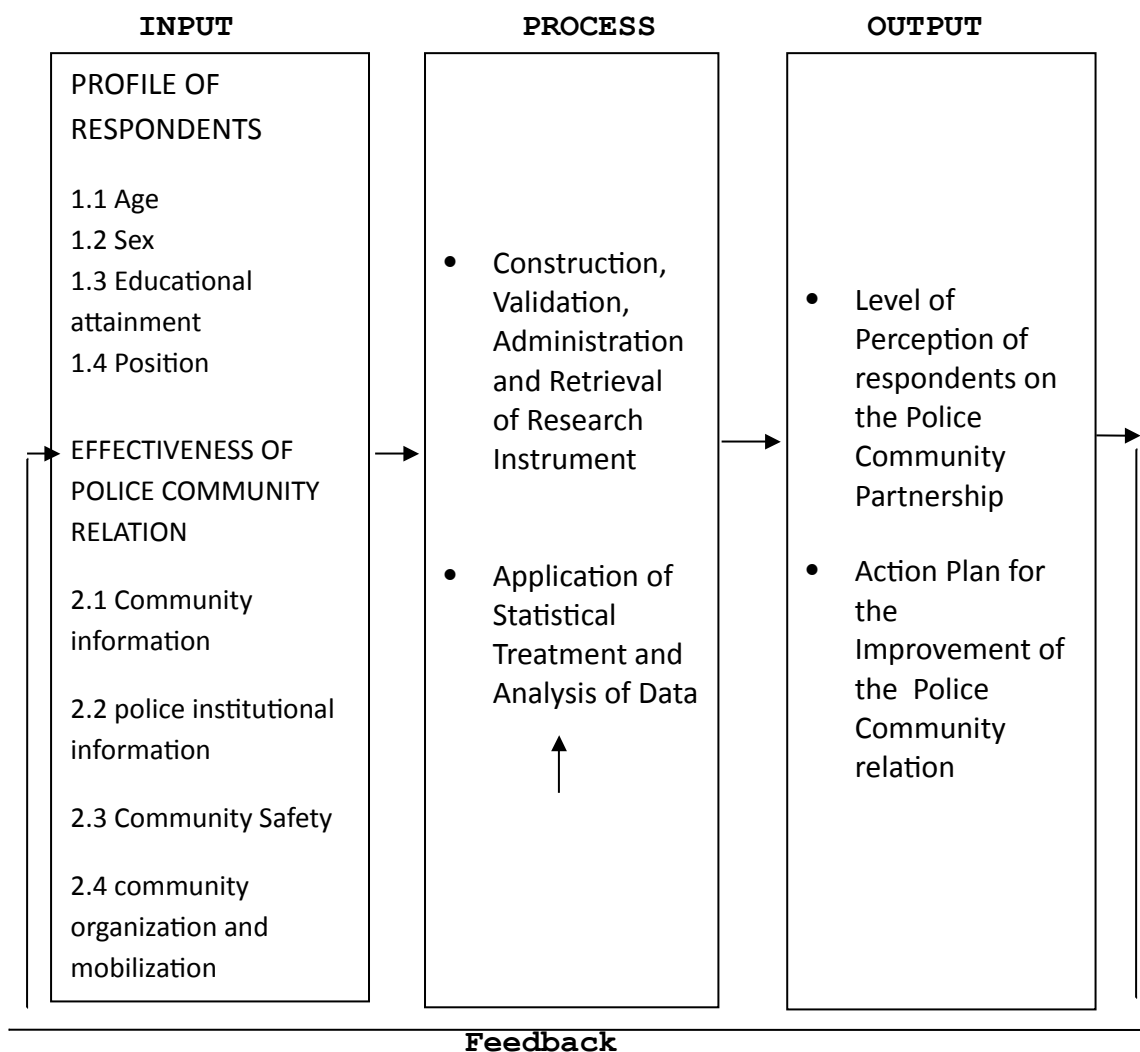 INPUT
PROCESS
OUTPUT
PROFILE OF
RESPONDENTS
1.1 Age
1.2 Sex
1.3 Educational
attainment
1.4 Position
EFFECTIVENESS OF
POLICE COMMUNITY
RELATION
2.1 Community
information
2.2 police institutional
information
2.3 Community Safety
2.4 community
organization and
mobilization
• Construction,
Validation,
Administration
and Retrieval
of Research
Instrument
• Application of
Statistical
Treatment and
Analysis of Data
• Level of
Perception of
respondents on
the Police
Community
Partnership
• Action Plan for
the
Improvement of
the Police
Community
relation
Feedback